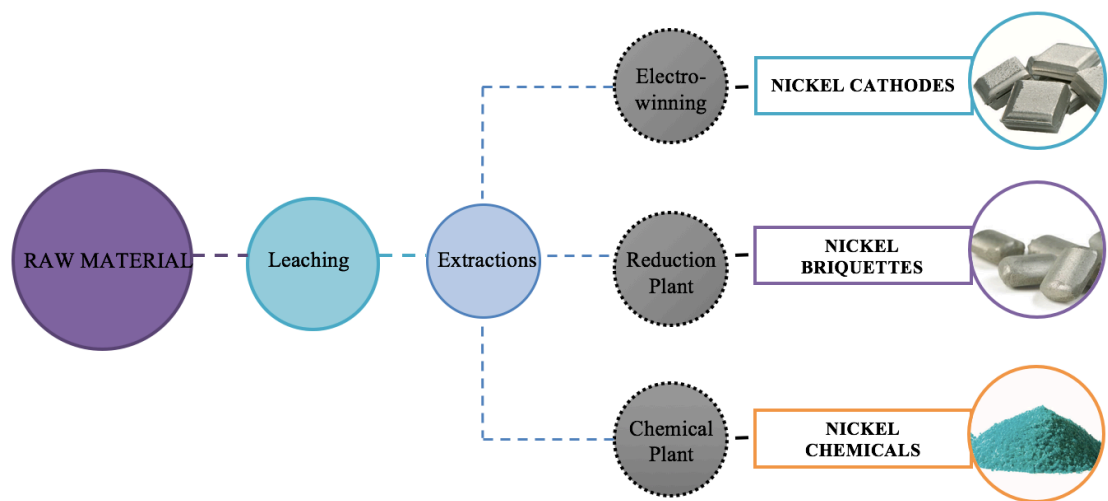 RAW MATERIAL
Leaching
Extractions
Electro-
winning
NICKEL CATHODES
Reduction
Plant
NICKEL
BRIQUETTES
Chemical
Plant
NICKEL
CHEMICALS